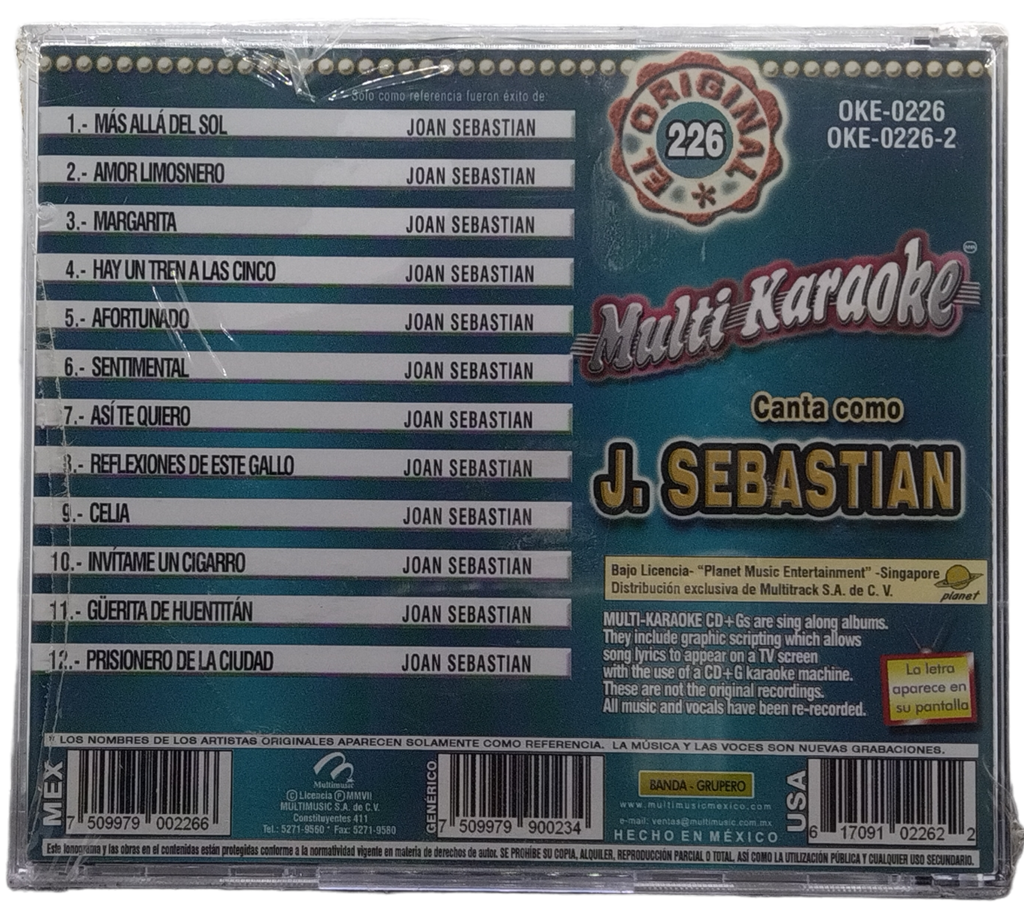 Solo como referencia fueron éxito de:
1.- MÁS ALLÁ DEL SOL JOAN SEBASTIAN
2.- AMOR LIMOSNERO JOAN SEBASTIAN
3.- MARGARITA JOAN SEBASTIAN
4.- HAY UN TREN A LAS CINCO JOAN SEBASTIAN
5.- AFORTUNADO JOAN SEBASTIAN
6.- SENTIMENTAL JOAN SEBASTIAN
7.- ASÍ TE QUIERO JOAN SEBASTIAN
8.- REFLEXIONES DE ESTE GALLO JOAN SEBASTIAN
9.- CELIA JOAN SEBASTIAN
10.- INVÍTAME UN CIGARRO JOAN SEBASTIAN
11.- GÜERITA DE HUENTITÁN JOAN SEBASTIAN
12.- PRISIONERO DE LA CIUDAD JOAN SEBASTIAN
EL ORIGINAL *
226
OKE-0226
OKE-0226-2
Multi Karaoke
Canta como
J. SEBASTIAN
Bajo Licencia- "Planet Music Entertainment" -Singapore
Distribución exclusiva de Multitrack S.A. de C. V.
planet
MULTI-KARAOKE CD+Gs are sing along albums.
They include graphic scripting which allows
song lyrics to appear on a TV screen
with the use of a CD+G karaoke machine.
These are not the original recordings.
All music and vocals have been re-recorded.
La letra
aparece en
su pantalla
* LOS NOMBRES DE LOS ARTISTAS ORIGINALES APARECEN SOLAMENTE COMO REFERENCIA. LA MÚSICA Y LAS VOCES SON NUEVAS GRABACIONES.
MEX
7 509979 002266
Multimusic
Ⓒ Licencia Ⓟ MMVII
MULTIMUSIC S.A. de C.V.
Constituyentes 411
Tel.: 5271-9560 * Fax: 5271-9580
GENÉRICO
7 509979 900234
BANDA - GRUPERO
www.multimusicmexico.com
e-mail: ventas@multimusic.com.mx
HECHO EN MÉXICO
USA
6 17091 02262 2
Este fonograma y las obras en el contenidas están protegidas conforme a la normatividad vigente en materia de derechos de autor. SE PROHÍBE SU COPIA, ALQUILER, REPRODUCCIÓN PARCIAL O TOTAL, ASÍ COMO LA UTILIZACIÓN PÚBLICA Y CUALQUIER USO SECUNDARIO.